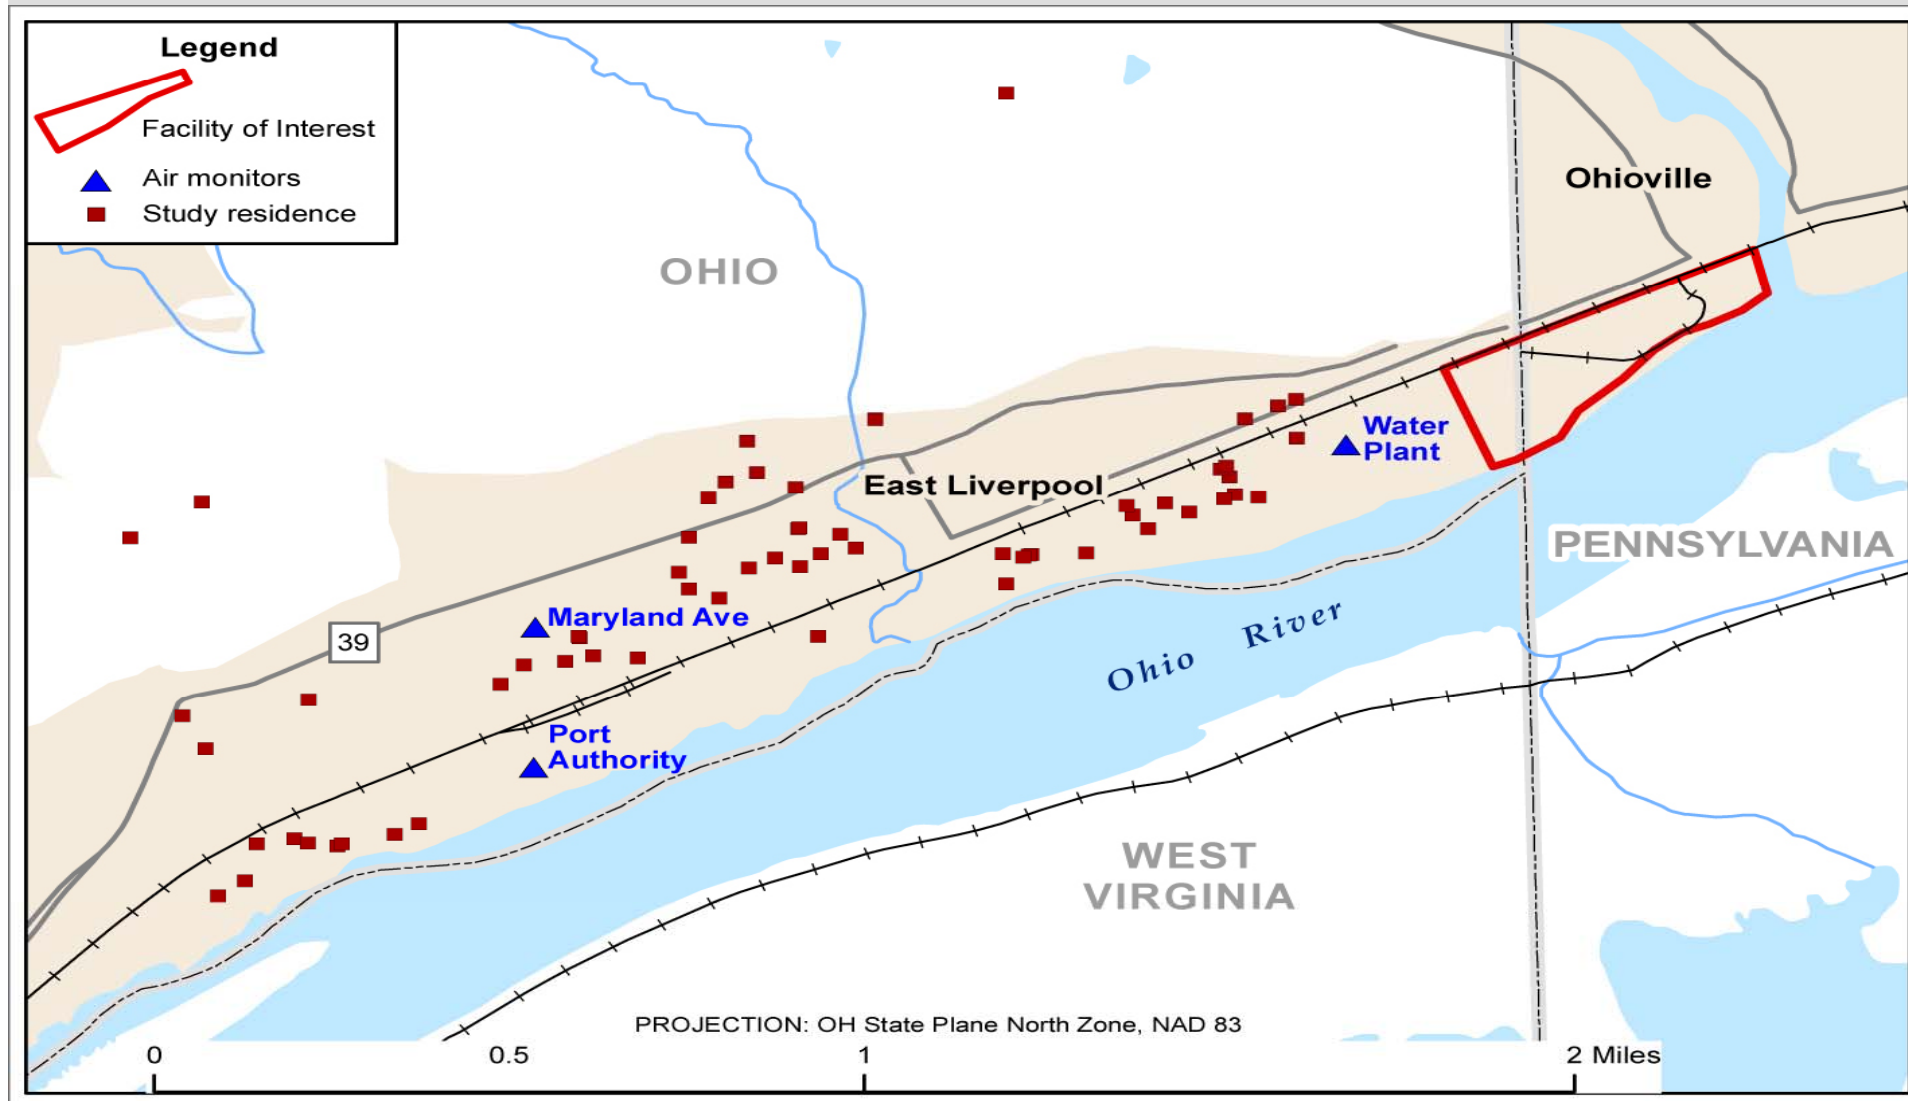 Legend
Facility of Interest
Air monitors
Study residence
Ohioville
OHIO
Water
Plant
East Liverpool
PENNSYLVANIA
Maryland Ave
39
Ohio River
Port
Authority
WEST
VIRGINIA
PROJECTION: OH State Plane North Zone, NAD 83
0 0.5 1 2 Miles